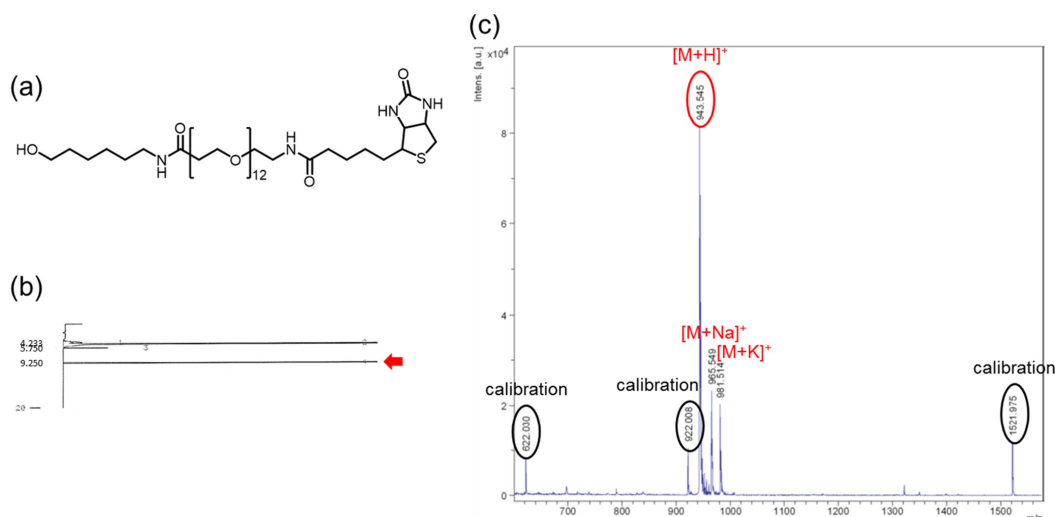 (a)
O
HN
NH
S
HO
N
H
O
O
12
H
N
O
(b)
4.233
5.750
9.250
1
2
3
20
(c)
Intens. [a.u.]
x10⁴
8
6
4
2
0
[M+H]⁺
943.545
[M+Na]⁺
965.549
[M+K]⁺
981.514
calibration
622.030
calibration
922.008
calibration
1521.975
700 800 900 1000 1100 1200 1300 1400 1500